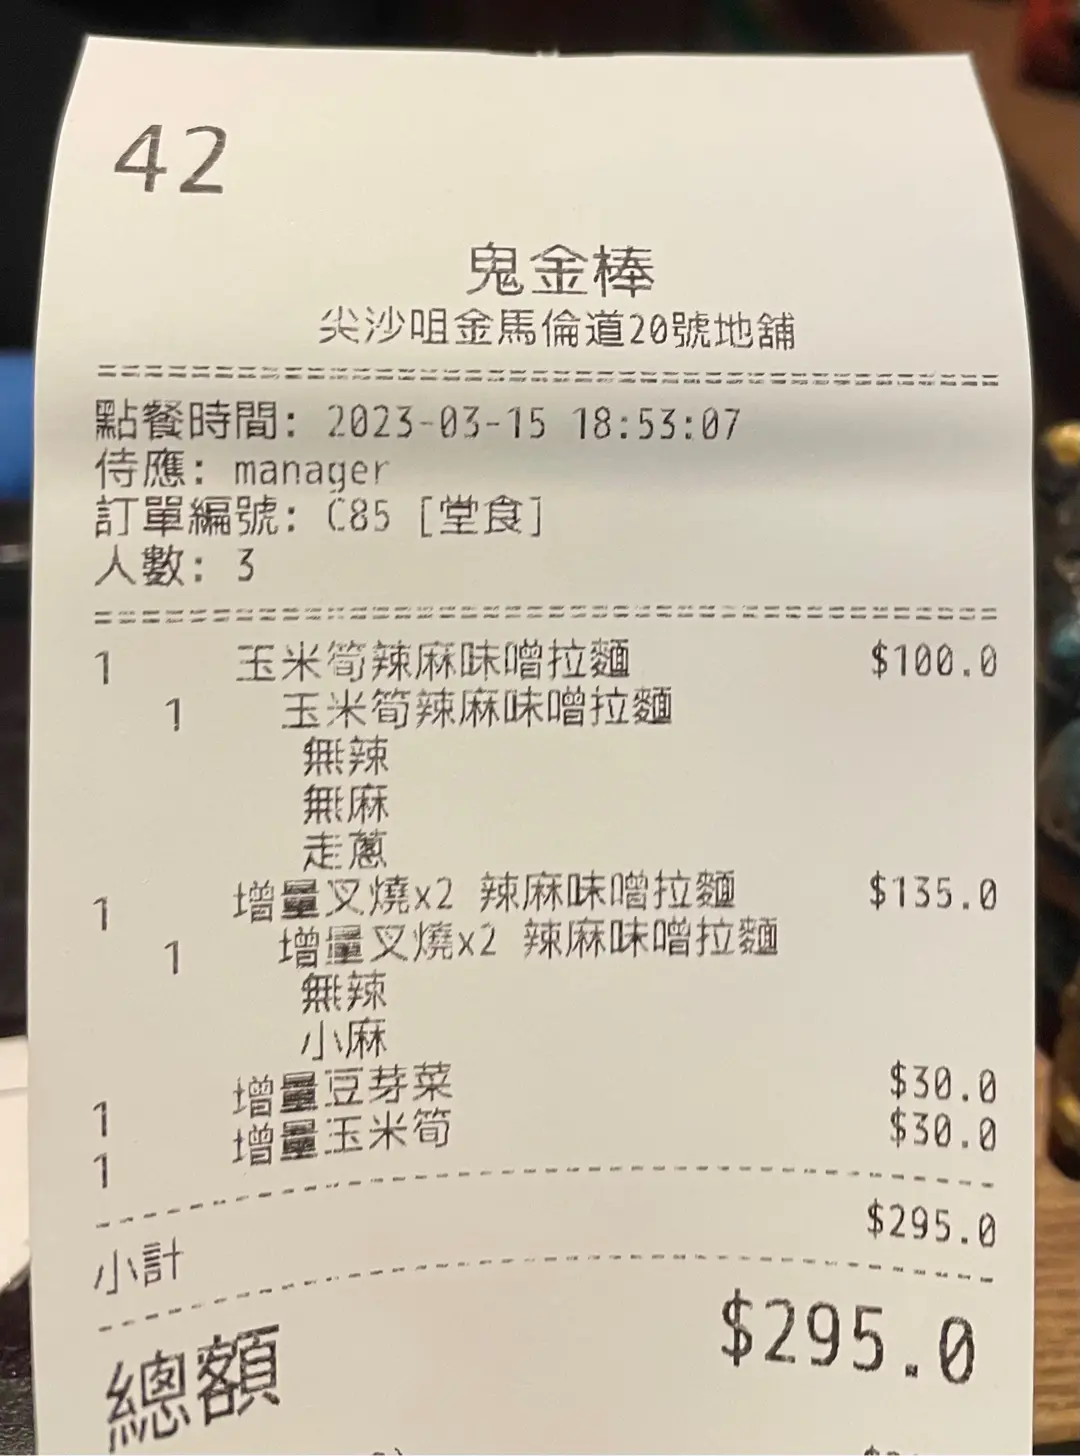 42
鬼金棒
尖沙咀金馬倫道20號地舖
點餐時間: 2023-03-15 18:53:07
侍應: manager
訂單編號: C85 [堂食]
人數: 3
1 玉米筍辣麻味噌拉麵 $100.0
1 玉米筍辣麻味噌拉麵
無辣
無麻
走蔥
1 增量叉燒x2 辣麻味噌拉麵 $135.0
1 增量叉燒x2 辣麻味噌拉麵
無辣
小麻
1 增量豆芽菜 $30.0
1 增量玉米筍 $30.0
小計 $295.0
總額 $295.0